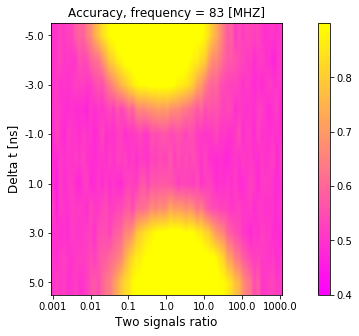 Accuracy, frequency = 83 [MHZ]
Delta t [ns]
-5.0
-3.0
-1.0
1.0
3.0
5.0
0.001 0.01 0.1 1.0 10.0 100.0 1000.0
Two signals ratio
0.8
0.7
0.6
0.5
0.4